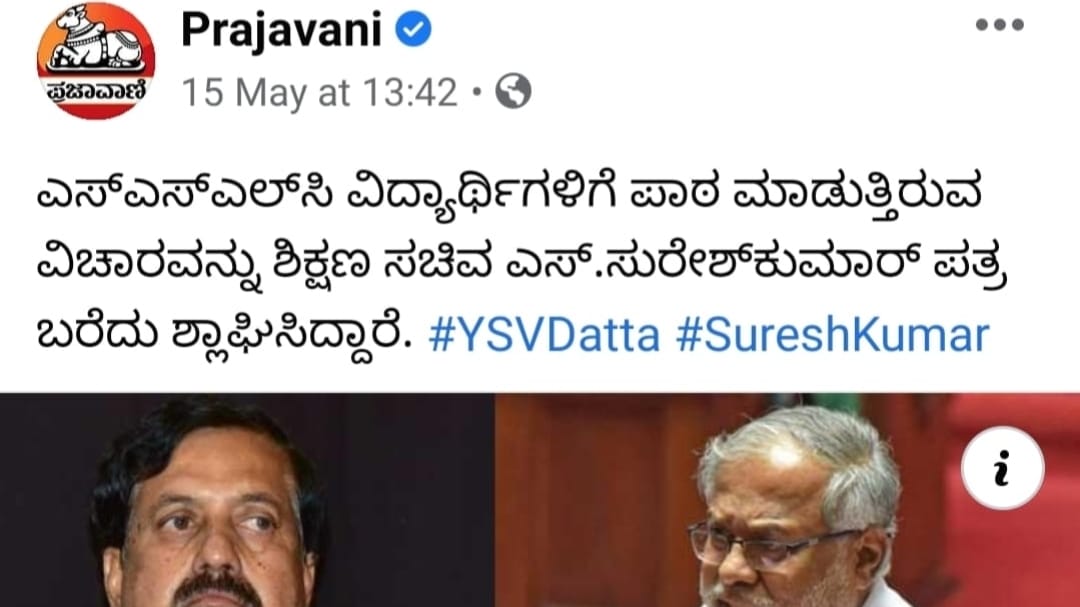 Prajavani
ಪ್ರಜಾವಾಣಿ
15 May at 13:42 •
ಎಸ್‌ಎಸ್‌ಎಲ್‌ಸಿ ವಿದ್ಯಾರ್ಥಿಗಳಿಗೆ ಪಾಠ ಮಾಡುತ್ತಿರುವ
ವಿಚಾರವನ್ನು ಶಿಕ್ಷಣ ಸಚಿವ ಎಸ್.ಸುರೇಶ್‌ಕುಮಾರ್ ಪತ್ರ
ಬರೆದು ಶ್ಲಾಘಿಸಿದ್ದಾರೆ. #YSVDatta #SureshKumar
i